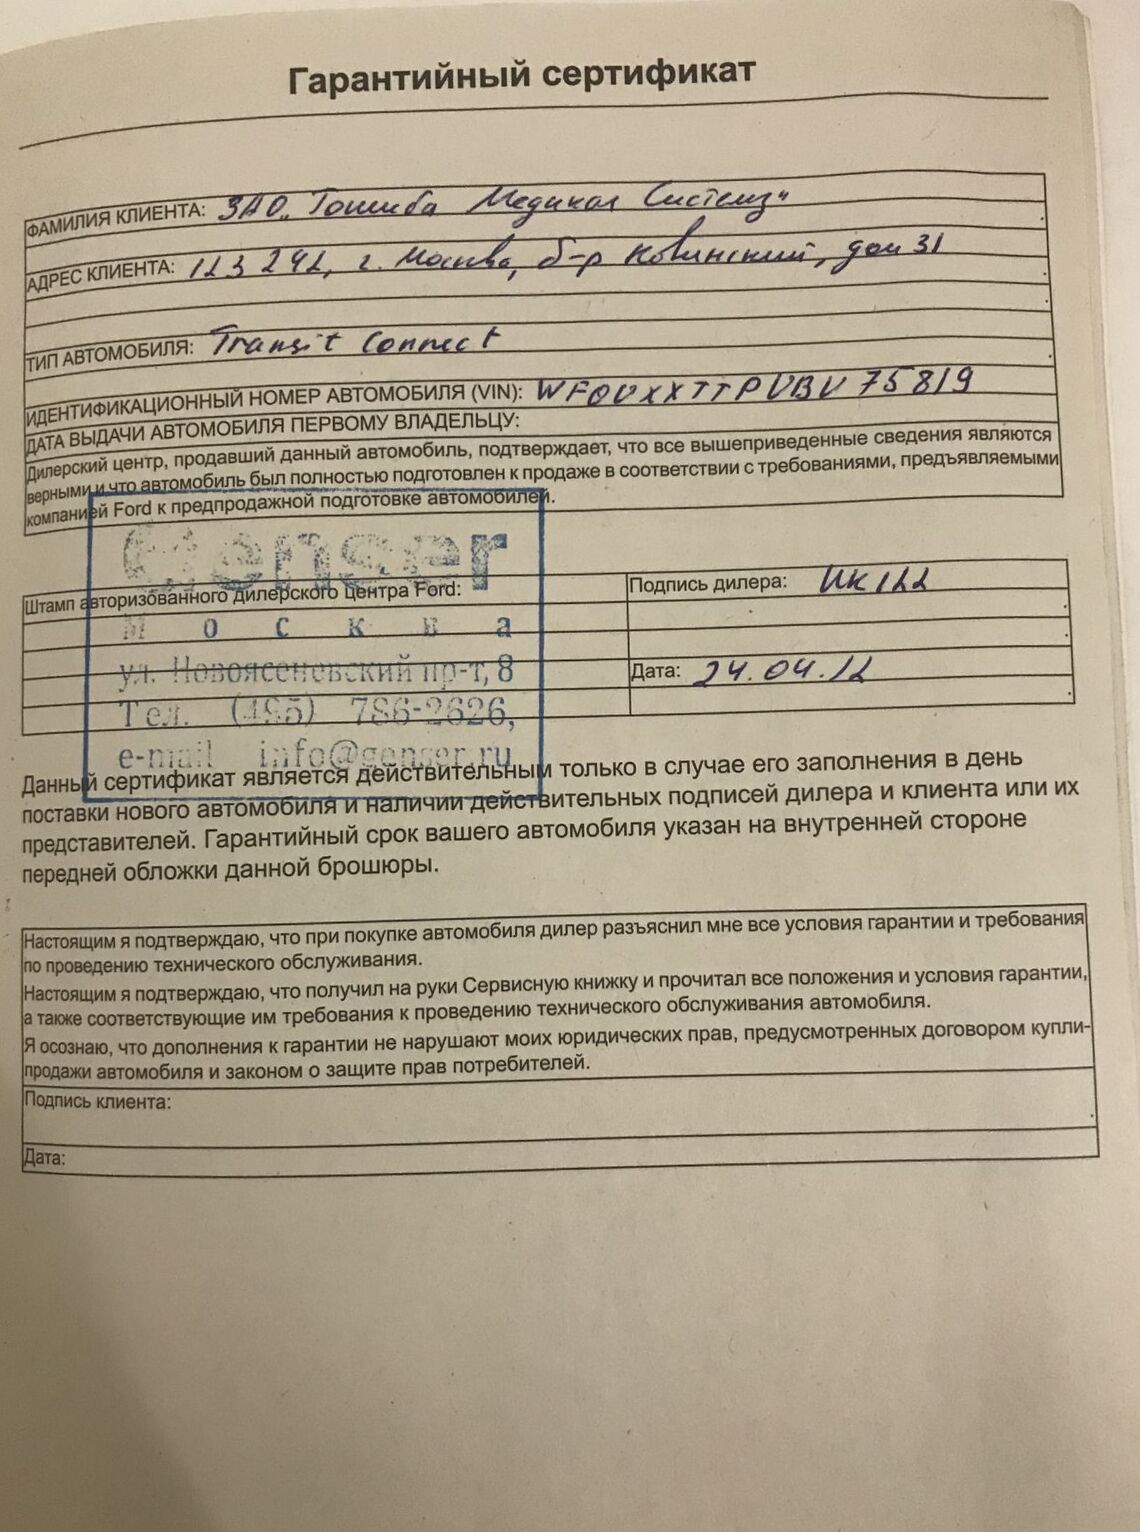 Гарантийный сертификат
ФАМИЛИЯ КЛИЕНТА: ЗАО "Тошиба Медикал Системз"
АДРЕС КЛИЕНТА: 123242, г. Москва, б-р Новинский, дом 31
ТИП АВТОМОБИЛЯ: Transit Connect
ИДЕНТИФИКАЦИОННЫЙ НОМЕР АВТОМОБИЛЯ (VIN): WF0UXXTTPUBU75819
ДАТА ВЫДАЧИ АВТОМОБИЛЯ ПЕРВОМУ ВЛАДЕЛЬЦУ:
Дилерский центр, продавший данный автомобиль, подтверждает, что все вышеприведенные сведения являются
верными и что автомобиль был полностью подготовлен к продаже в соответствии с требованиями, предъявляемыми
компанией Ford к предпродажной подготовке автомобилей.
Genser
Штамп авторизованного дилерского центра Ford:
Подпись дилера:
Москва
ул. Новоясеневский пр-т, 8
Дата: 24.04.12
Тел. (495) 786-2626,
e-mail info@genser.ru
Данный сертификат является действительным только в случае его заполнения в день
поставки нового автомобиля и наличии действительных подписей дилера и клиента или их
представителей. Гарантийный срок вашего автомобиля указан на внутренней стороне
передней обложки данной брошюры.
Настоящим я подтверждаю, что при покупке автомобиля дилер разъяснил мне все условия гарантии и требования
по проведению технического обслуживания.
Настоящим я подтверждаю, что получил на руки Сервисную книжку и прочитал все положения и условия гарантии,
а также соответствующие им требования к проведению технического обслуживания автомобиля.
Я осознаю, что дополнения к гарантии не нарушают моих юридических прав, предусмотренных договором купли-
продажи автомобиля и законом о защите прав потребителей.
Подпись клиента:
Дата: